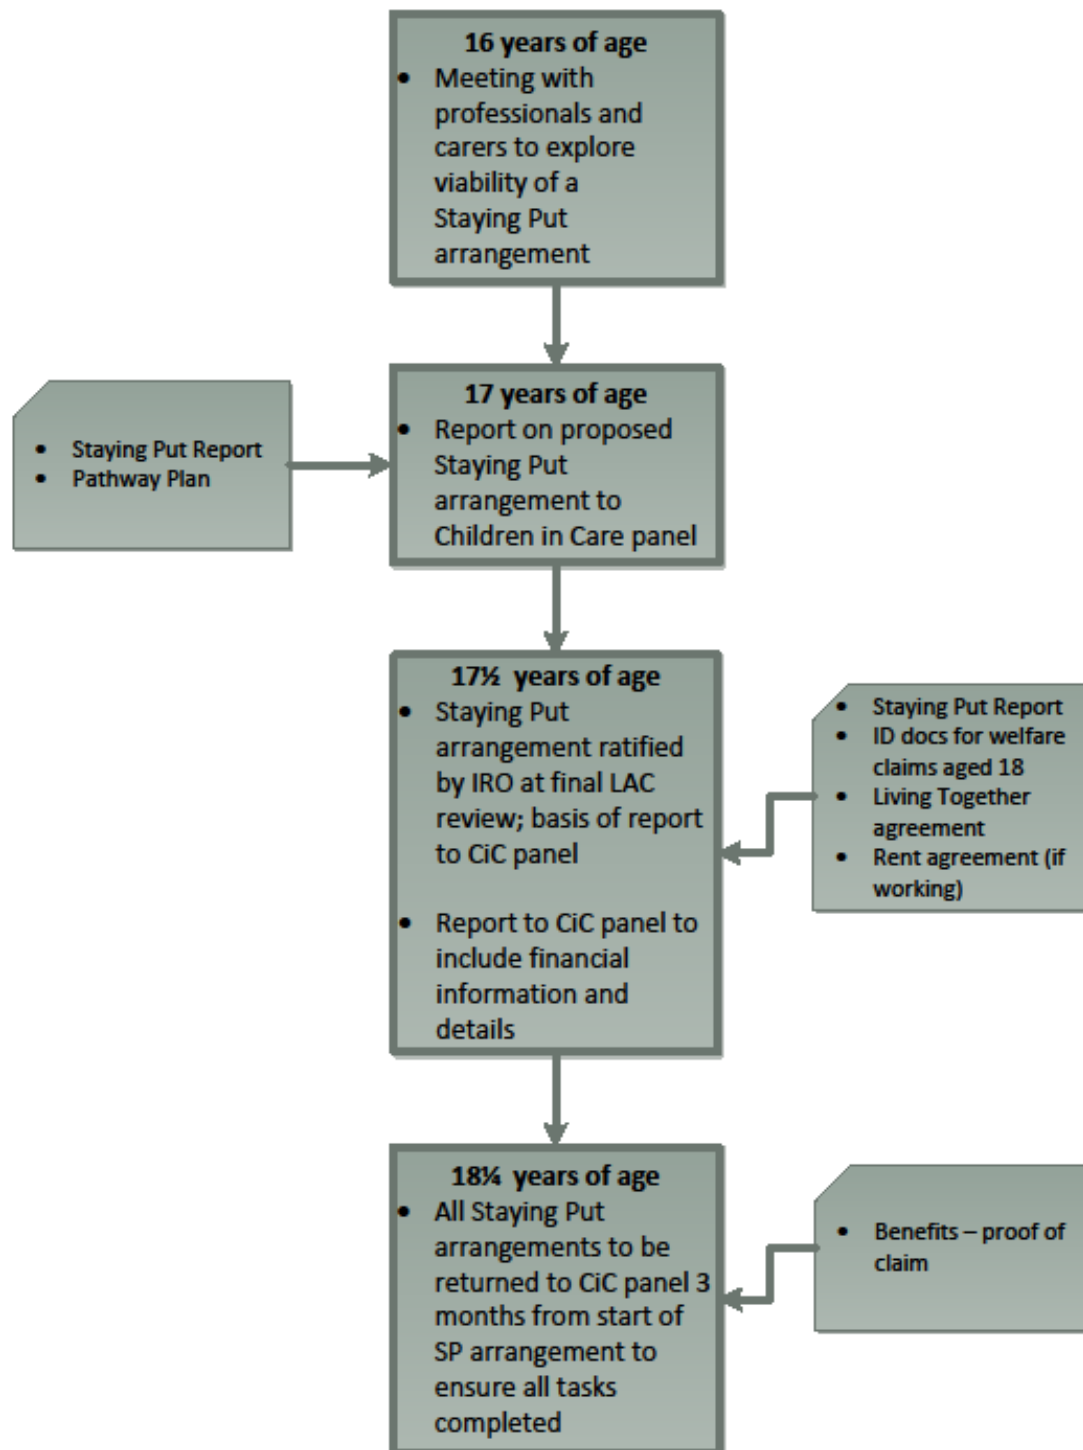 16 years of age
• Meeting with
professionals and
carers to explore
viability of a
Staying Put
arrangement
17 years of age
• Report on proposed
Staying Put
arrangement to
Children in Care panel
• Staying Put Report
• Pathway Plan
17½ years of age
• Staying Put
arrangement ratified
by IRO at final LAC
review; basis of report
to CiC panel
• Report to CiC panel to
include financial
information and
details
• Staying Put Report
• ID docs for welfare
claims aged 18
• Living Together
agreement
• Rent agreement (if
working)
18¼ years of age
• All Staying Put
arrangements to be
returned to CiC panel 3
months from start of
SP arrangement to
ensure all tasks
completed
• Benefits – proof of
claim